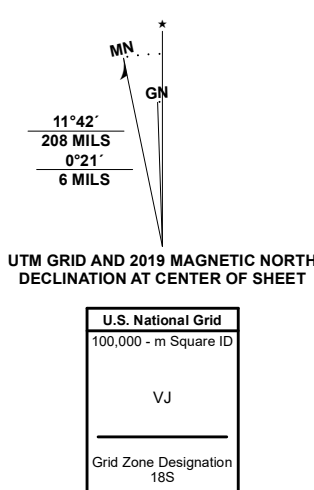 ★
MN
GN
11°42´
208 MILS
0°21´
6 MILS
UTM GRID AND 2019 MAGNETIC NORTH
DECLINATION AT CENTER OF SHEET
U.S. National Grid
100,000 - m Square ID
VJ
Grid Zone Designation
18S